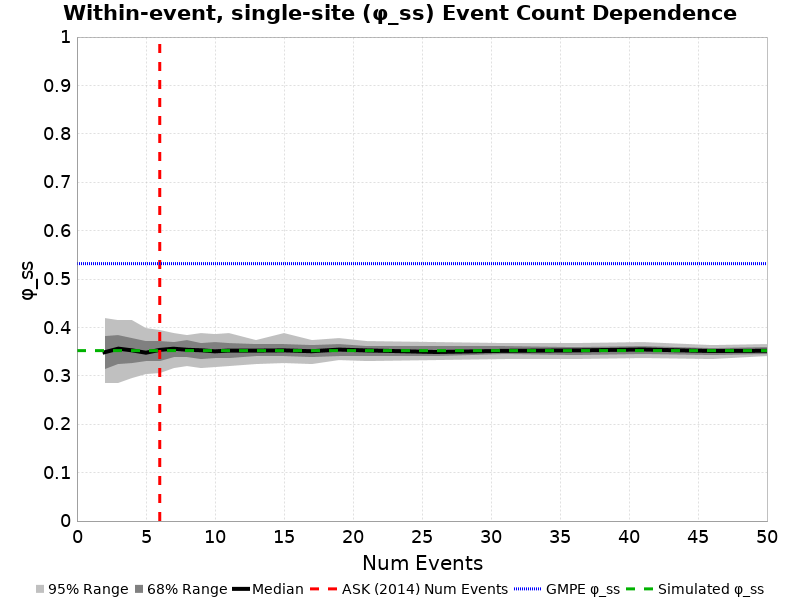 Within-event, single-site (φ_ss) Event Count Dependence
φ_ss
1
0.9
0.8
0.7
0.6
0.5
0.4
0.3
0.2
0.1
0
0 5 10 15 20 25 30 35 40 45 50
Num Events
95% Range 68% Range Median ASK (2014) Num Events GMPE φ_ss Simulated φ_ss